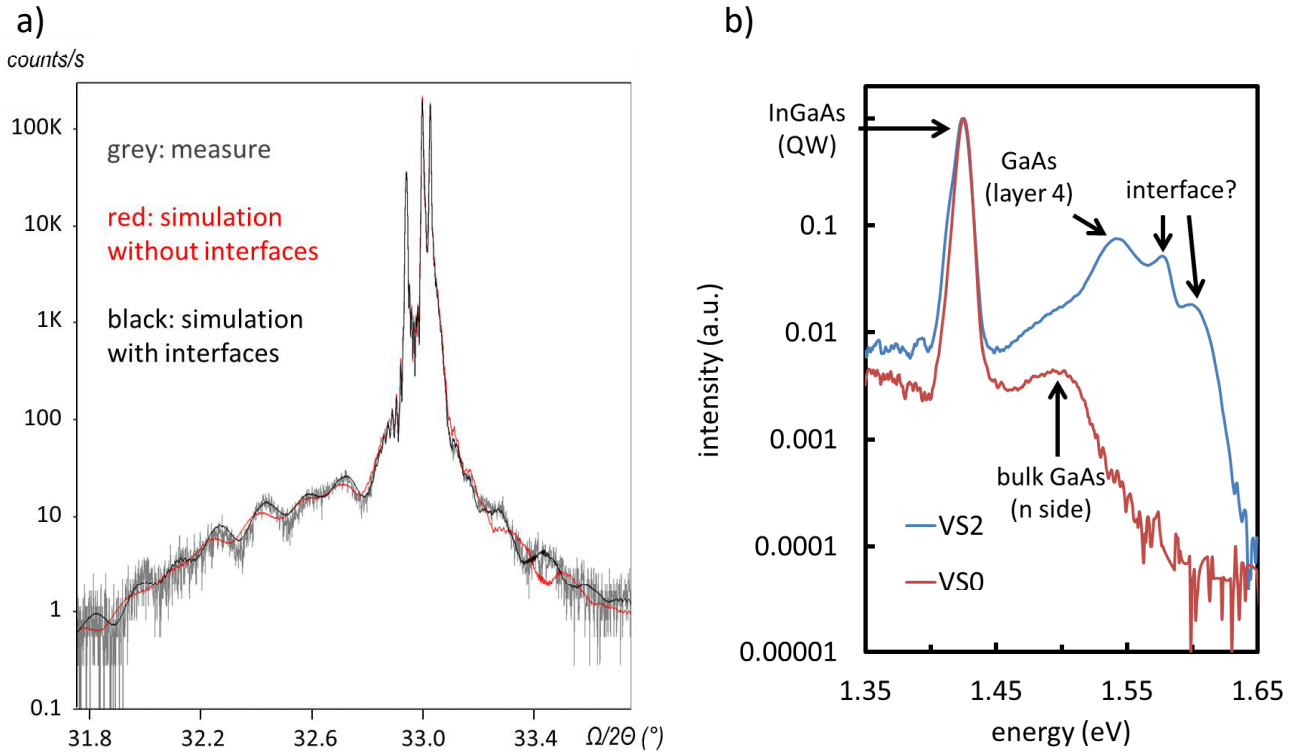 a)
counts/s
100K
10K
1K
100
10
1
0.1
grey: measure
red: simulation
without interfaces
black: simulation
with interfaces
31.8
32.2
32.6
33.0
33.4
Ω/2Θ (°)
b)
InGaAs
(QW)
GaAs
(layer 4)
interface?
0.1
0.01
0.001
0.0001
0.00001
intensity (a.u.)
bulk GaAs
(n side)
VS2
VS0
1.35
1.45
1.55
1.65
energy (eV)